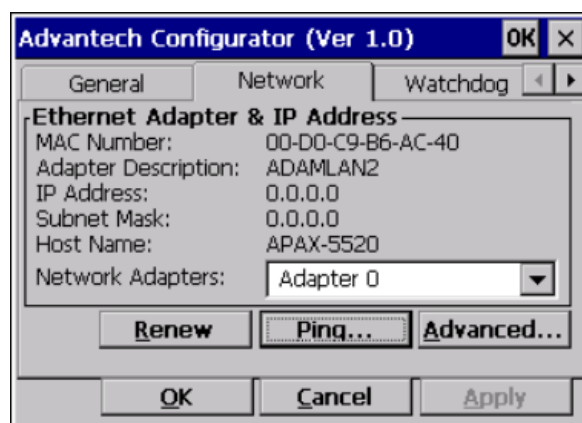 Advantech Configurator (Ver 1.0) OK ×
General Network Watchdog
Ethernet Adapter & IP Address
MAC Number: 00-D0-C9-B6-AC-40
Adapter Description: ADAMLAN2
IP Address: 0.0.0.0
Subnet Mask: 0.0.0.0
Host Name: APAX-5520
Network Adapters: Adapter 0
Renew Ping... Advanced...
OK Cancel Apply